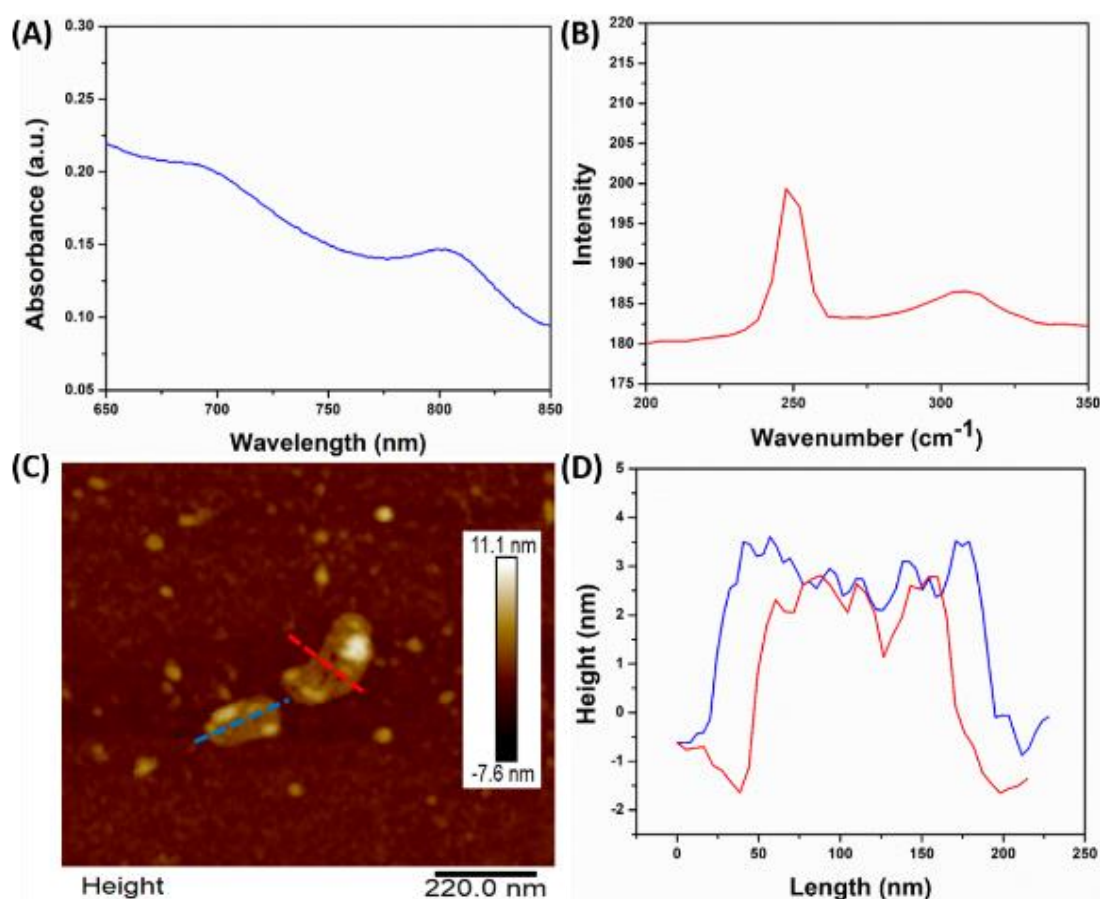 (A)
0.30
0.25
0.20
0.15
0.10
0.05
Absorbance (a.u.)
650 700 750 800 850
Wavelength (nm)
(B)
220
215
210
205
200
195
190
185
180
175
Intensity
200 250 300 350
Wavenumber (cm⁻¹)
(C)
11.1 nm
-7.6 nm
Height
220.0 nm
(D)
5
4
3
2
1
0
-1
-2
Height (nm)
0 50 100 150 200 250
Length (nm)